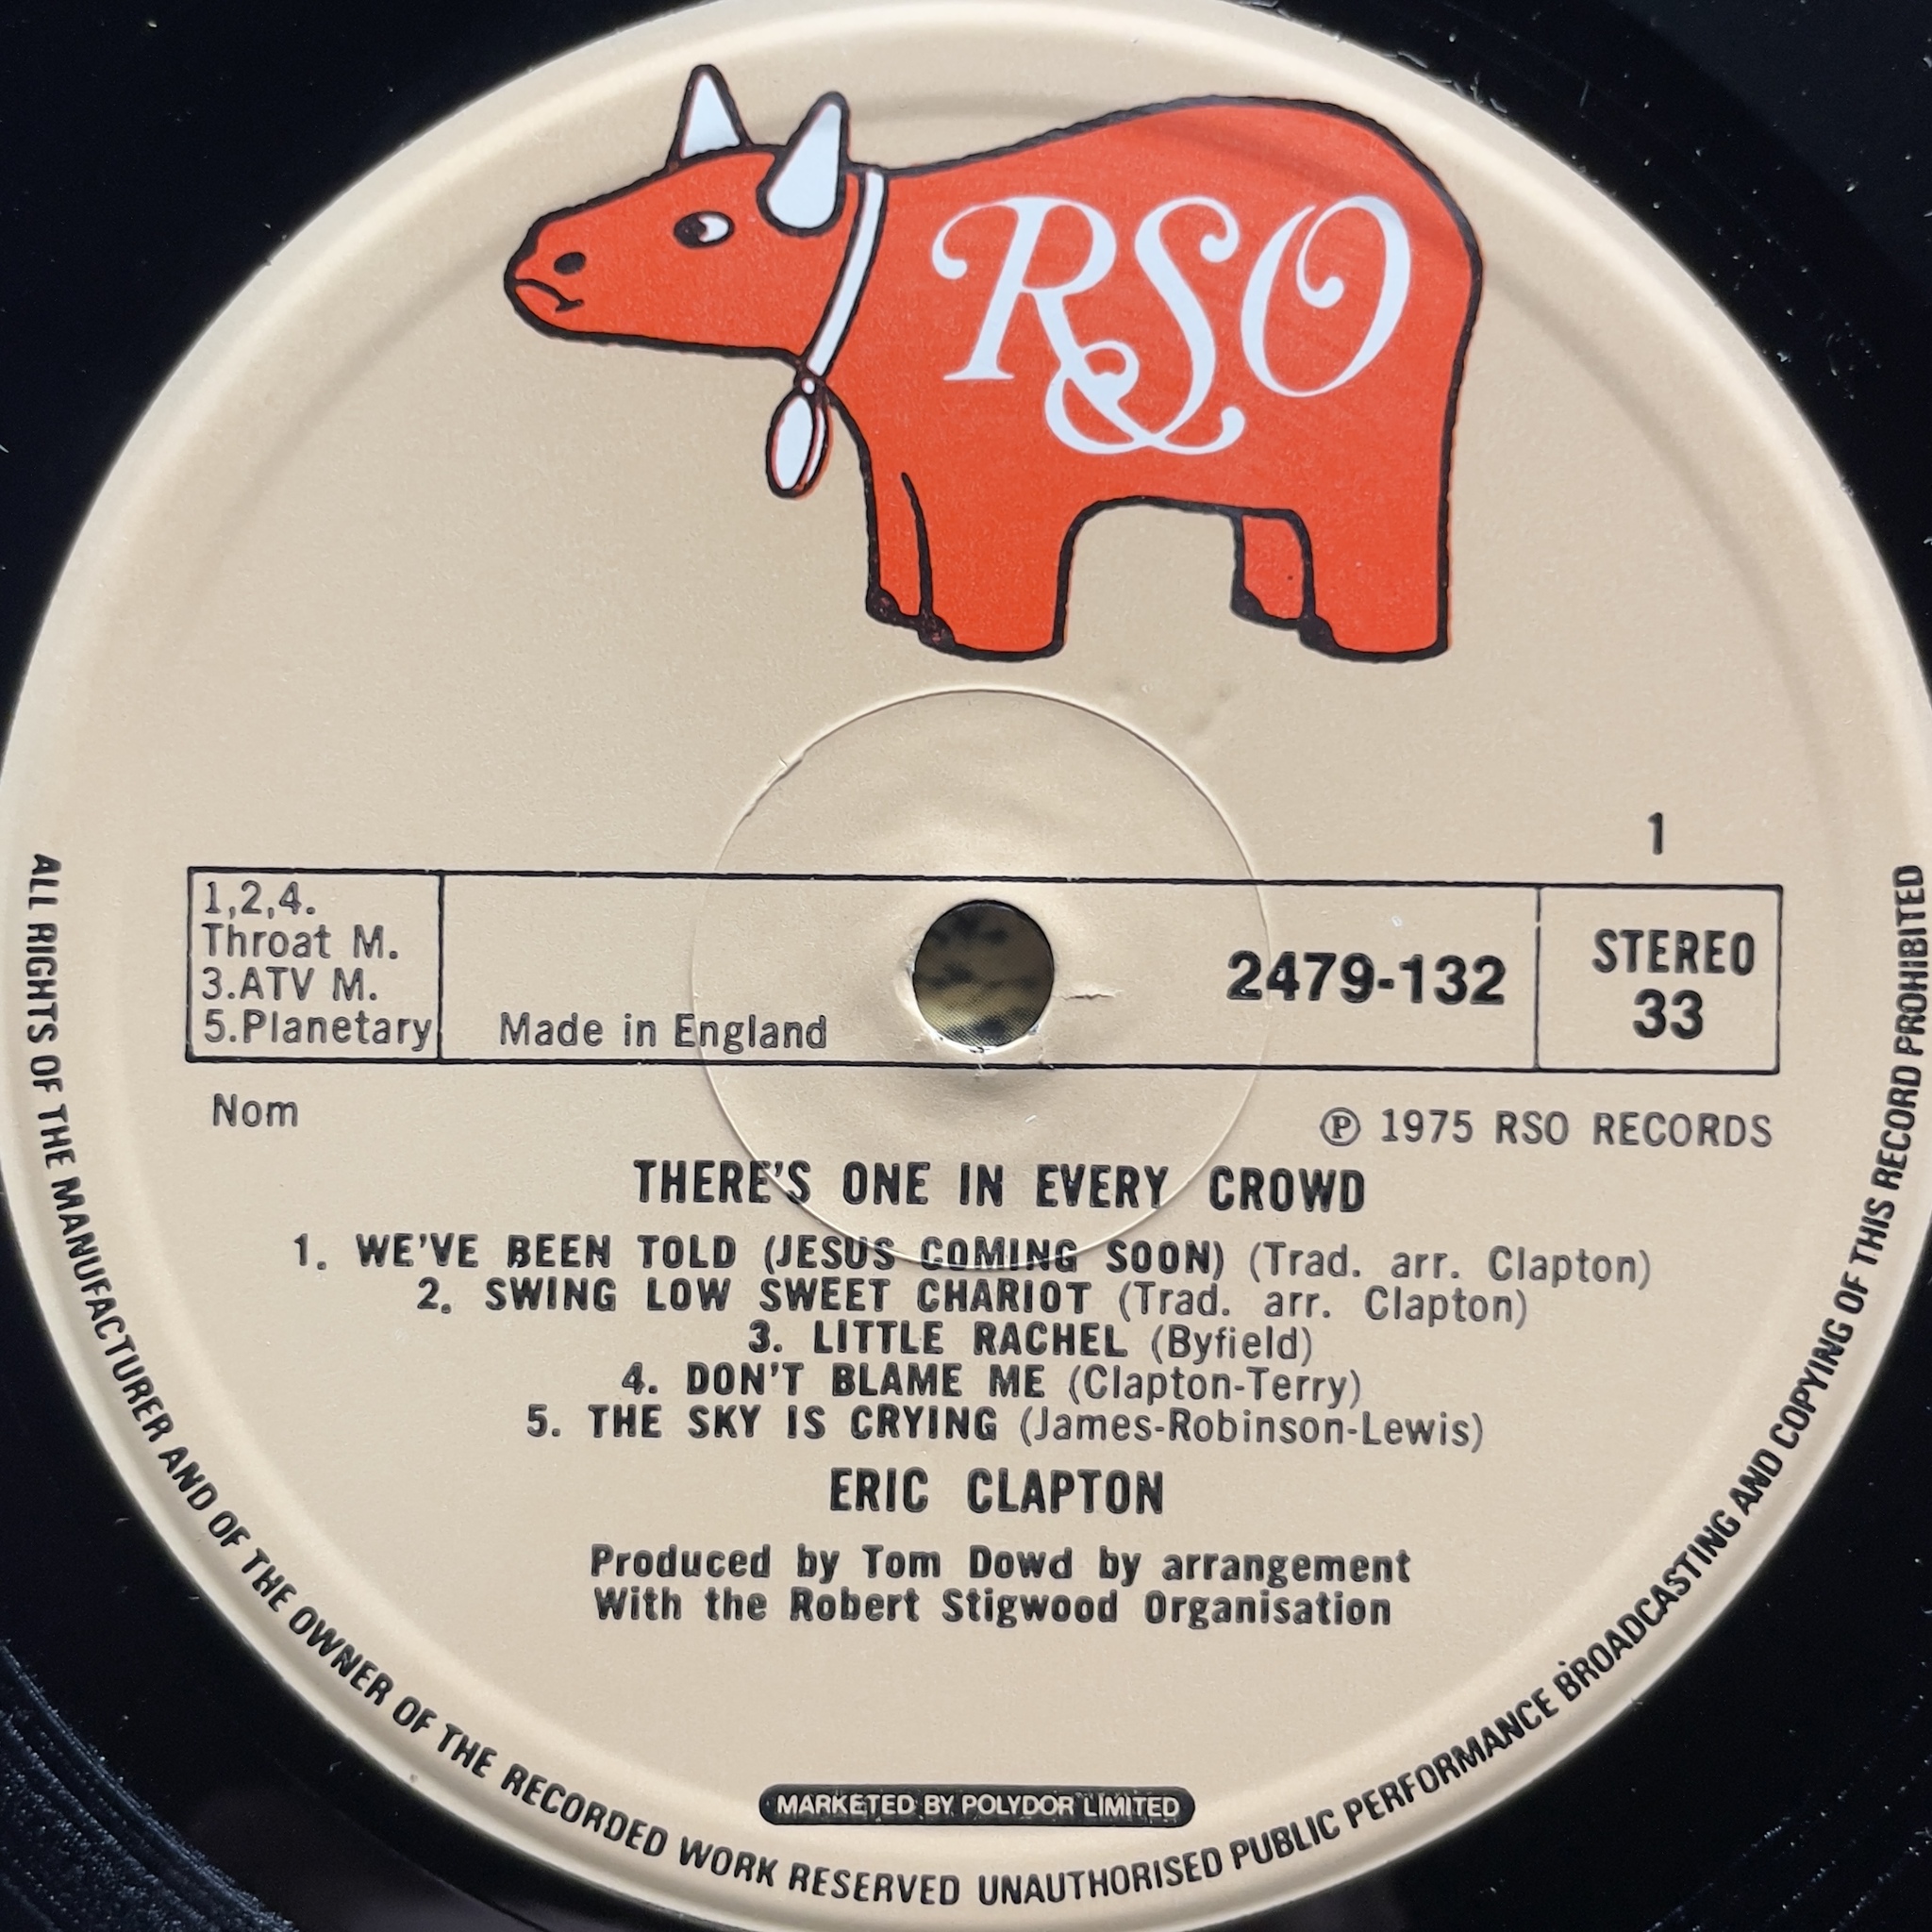 RSO
1
1,2,4.
Throat M.
3.ATV M.
5.Planetary
Made in England
2479-132
STEREO
33
Nom
℗ 1975 RSO RECORDS
THERE'S ONE IN EVERY CROWD
1. WE'VE BEEN TOLD (JESUS COMING SOON) (Trad. arr. Clapton)
2. SWING LOW SWEET CHARIOT (Trad. arr. Clapton)
3. LITTLE RACHEL (Byfield)
4. DON'T BLAME ME (Clapton-Terry)
5. THE SKY IS CRYING (James-Robinson-Lewis)
ERIC CLAPTON
Produced by Tom Dowd by arrangement
With the Robert Stigwood Organisation
MARKETED BY POLYDOR LIMITED
ALL RIGHTS OF THE MANUFACTURER AND OF THE OWNER OF THE RECORDED WORK RESERVED UNAUTHORISED PUBLIC PERFORMANCE BROADCASTING AND COPYING OF THIS RECORD PROHIBITED